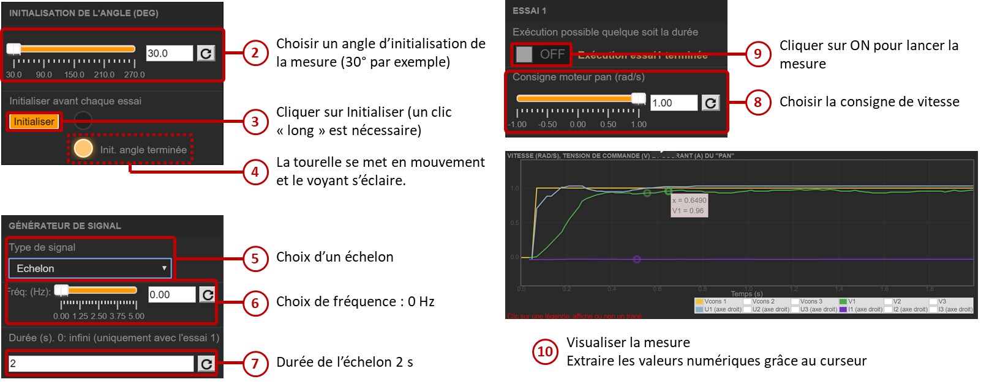 INITIALISATION DE L'ANGLE (DEG)
30.0
30.0 90.0 150.0 210.0 270.0
2
Choisir un angle d’initialisation de
la mesure (30° par exemple)
Initialiser avant chaque essai
Initialiser
3
Cliquer sur Initialiser (un clic
« long » est nécessaire)
Init. angle terminée
4
La tourelle se met en mouvement
et le voyant s’éclaire.
GÉNÉRATEUR DE SIGNAL
Type de signal
Echelon
5
Choix d’un échelon
Fréq: (Hz):
0.00
0.00 1.25 2.50 3.75 5.00
6
Choix de fréquence : 0 Hz
Durée (s). 0: infini (uniquement avec l'essai 1)
2
7
Durée de l’échelon 2 s
ESSAI 1
Exécution possible quelque soit la durée
OFF
Exécution essai1 terminée
9
Cliquer sur ON pour lancer la
mesure
Consigne moteur pan (rad/s)
1.00
-1.00 -0.50 0.00 0.50 1.00
8
Choisir la consigne de vitesse
VITESSE (RAD/S), TENSION DE COMMANDE (V) ET COURANT (A) DU "PAN"
1.0
0.5
0.0
x = 0.6490
V1 = 0.96
0.0 0.2 0.4 0.6 0.8 1.0 1.2 1.4 1.6 1.8
Temps (s)
Vcons 1 Vcons 2 Vcons 3 V1 V2 V3
U1 (axe droit) U2 (axe droit) U3 (axe droit) I1 (axe droit) I2 (axe droit) I3 (axe droit)
Clic sur une légende: affiche ou non un tracé
10
Visualiser la mesure
Extraire les valeurs numériques grâce au curseur